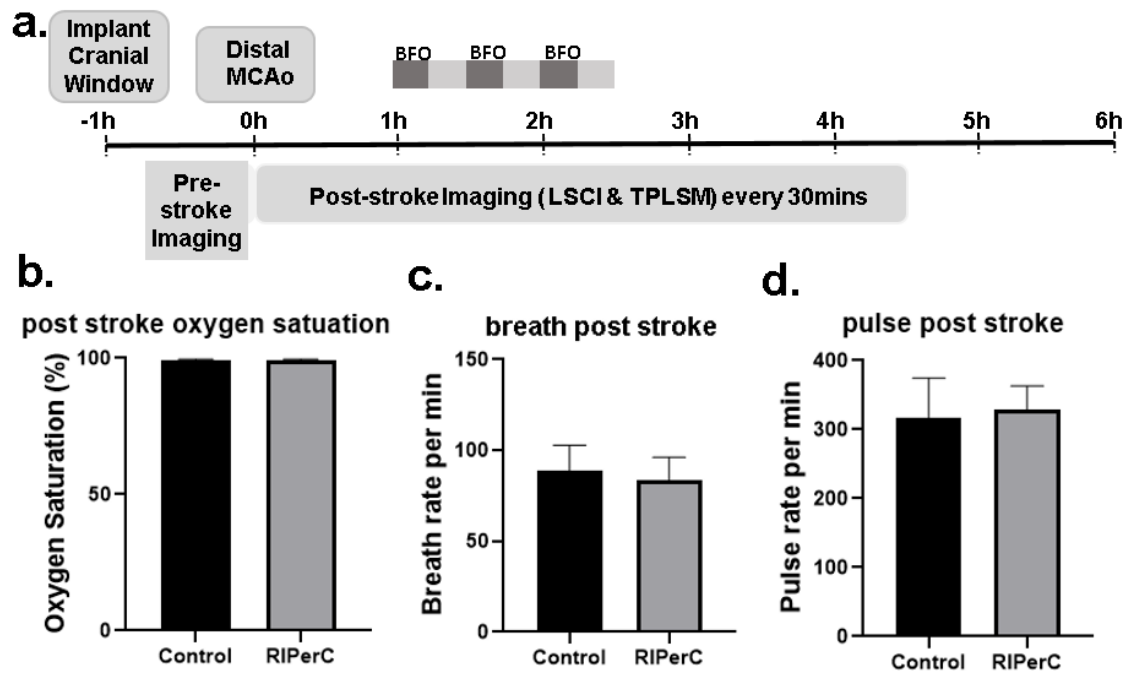 a.
Implant
Cranial
Window
Distal
MCAo
BFO BFO BFO
-1h 0h 1h 2h 3h 4h 5h 6h
Pre-
stroke
Imaging
Post-stroke Imaging (LSCI & TPLSM) every 30mins
b.
post stroke oxygen satuation
Oxygen Saturation (%)
100
50
0
Control RIPerC
c.
breath post stroke
Breath rate per min
150
100
50
0
Control RIPerC
d.
pulse post stroke
Pulse rate per min
400
300
200
100
0
Control RIPerC